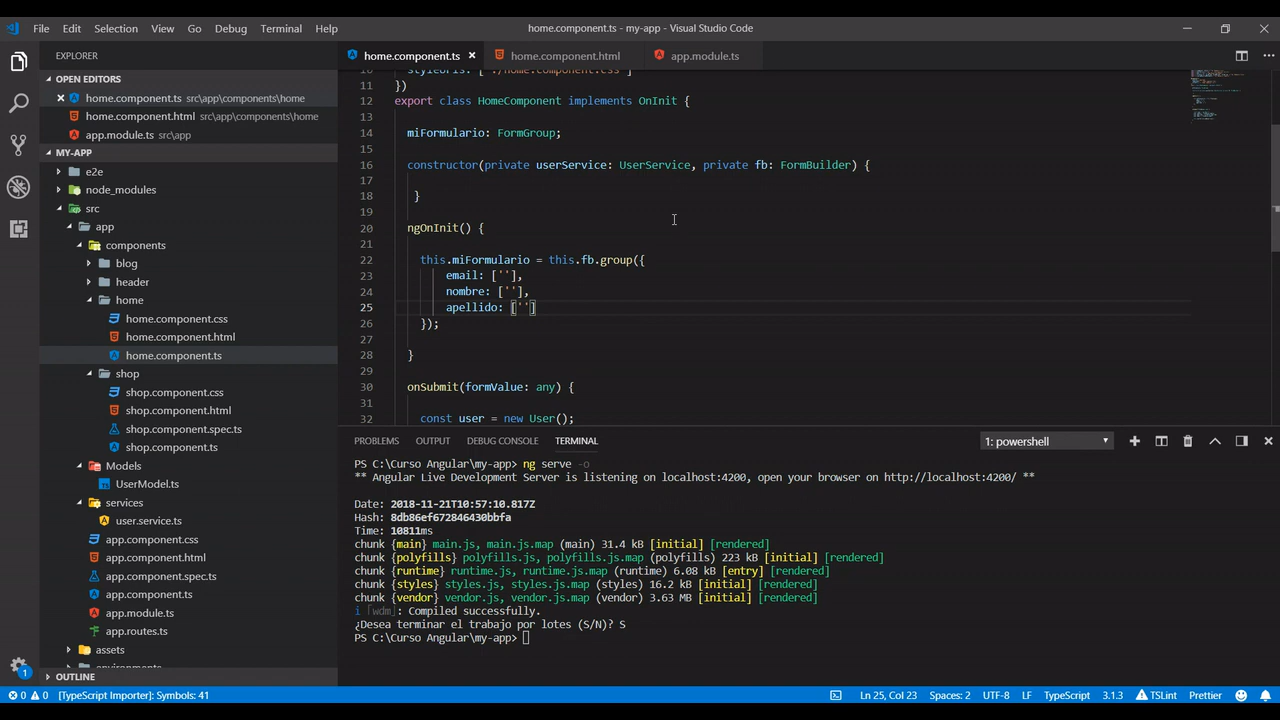 File Edit Selection View Go Debug Terminal Help home.component.ts - my-app - Visual Studio Code
EXPLORER
home.component.ts × home.component.html app.module.ts
OPEN EDITORS
× home.component.ts src\app\components\home
home.component.html src\app\components\home
app.module.ts src\app
MY-APP
e2e
node_modules
src
app
components
blog
header
home
home.component.css
home.component.html
home.component.ts
shop
shop.component.css
shop.component.html
shop.component.spec.ts
shop.component.ts
Models
UserModel.ts
services
user.service.ts
app.component.css
app.component.html
app.component.spec.ts
app.component.ts
app.module.ts
app.routes.ts
assets
environments
OUTLINE
10 styleUrls: ['./home.component.css']
11 })
12 export class HomeComponent implements OnInit {
13
14 miFormulario: FormGroup;
15
16 constructor(private userService: UserService, private fb: FormBuilder) {
17
18 }
19
20 ngOnInit() {
21
22 this.miFormulario = this.fb.group({
23 email: [''],
24 nombre: [''],
25 apellido: ['']
26 });
27
28 }
29
30 onSubmit(formValue: any) {
31
32 const user = new User();
PROBLEMS OUTPUT DEBUG CONSOLE TERMINAL 1: powershell
PS C:\Curso Angular\my-app> ng serve -o
** Angular Live Development Server is listening on localhost:4200, open your browser on http://localhost:4200/ **
Date: 2018-11-21T10:57:10.817Z
Hash: 8db86ef672846430bbfa
Time: 10811ms
chunk {main} main.js, main.js.map (main) 31.4 kB [initial] [rendered]
chunk {polyfills} polyfills.js, polyfills.js.map (polyfills) 223 kB [initial] [rendered]
chunk {runtime} runtime.js, runtime.js.map (runtime) 6.08 kB [entry] [rendered]
chunk {styles} styles.js, styles.js.map (styles) 16.2 kB [initial] [rendered]
chunk {vendor} vendor.js, vendor.js.map (vendor) 3.63 MB [initial] [rendered]
i ｢wdm｣: Compiled successfully.
¿Desea terminar el trabajo por lotes (S/N)? S
PS C:\Curso Angular\my-app>
1
0 0 [TypeScript Importer]: Symbols: 41 Ln 25, Col 23 Spaces: 2 UTF-8 LF TypeScript 3.1.3 TSLint Prettier